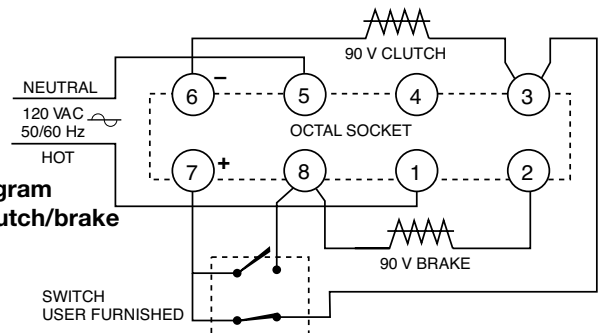 90 V CLUTCH
NEUTRAL
120 VAC
50/60 Hz
HOT
6 – 5 4 3
OCTAL SOCKET
7 + 8 1 2
gram
utch/brake
90 V BRAKE
SWITCH
USER FURNISHED